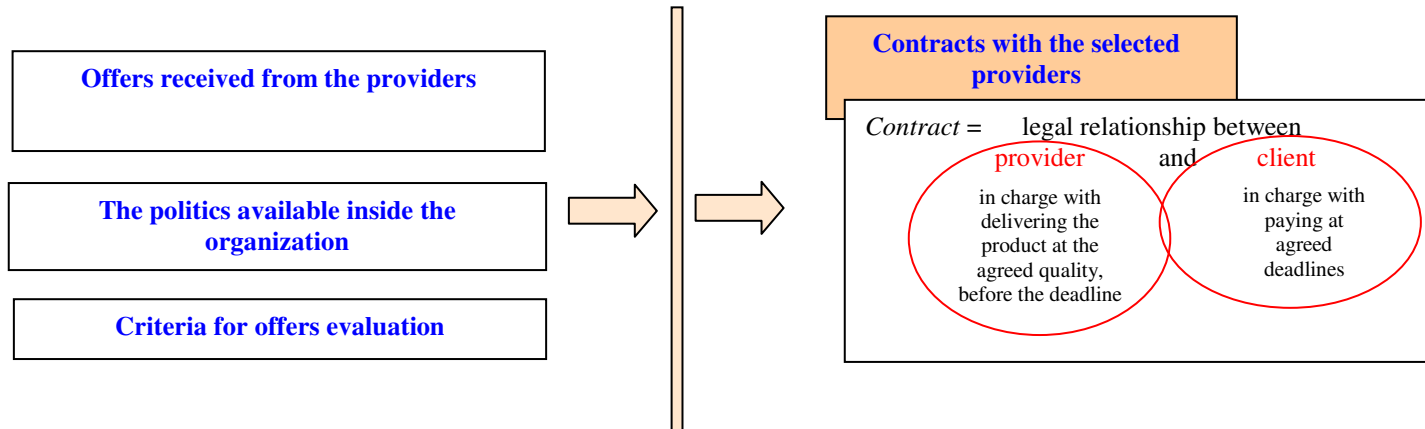 Offers received from the providers
The politics available inside the
organization
Criteria for offers evaluation
Contracts with the selected
providers
Contract = legal relationship between
provider and client
in charge with
delivering the
product at the
agreed quality,
before the deadline
in charge with
paying at
agreed
deadlines